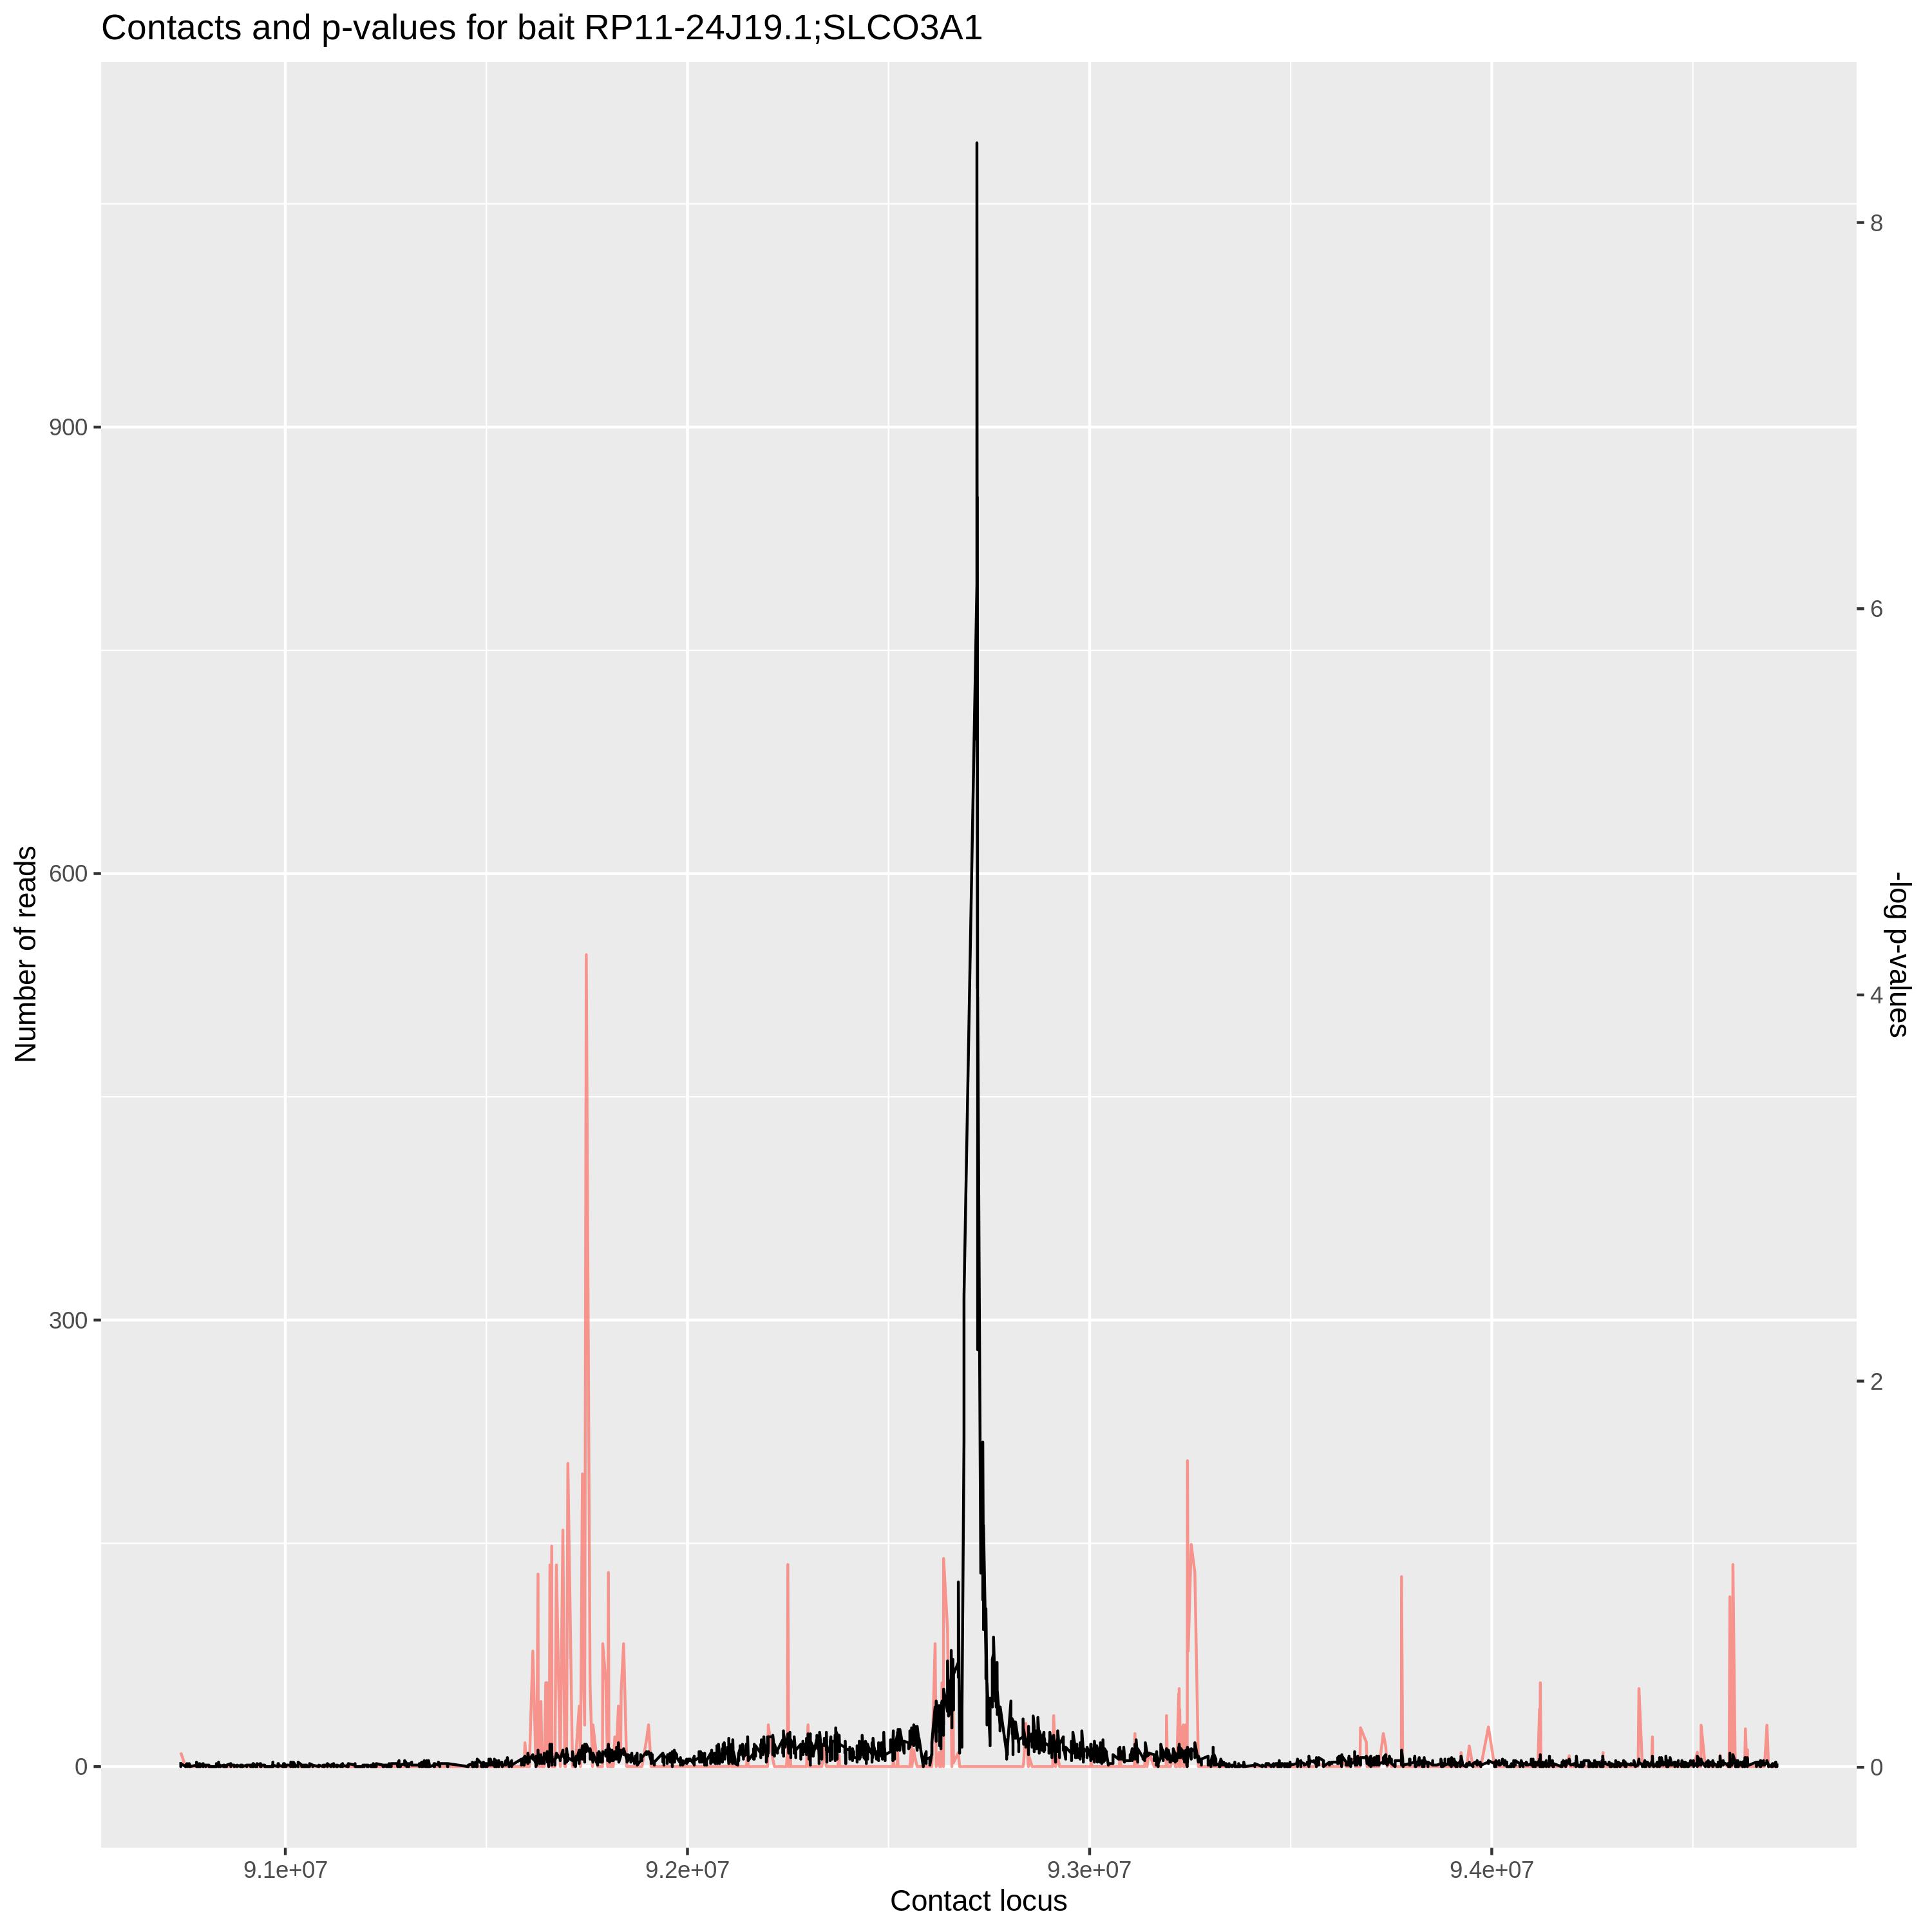 Contacts and p-values for bait RP11-24J19.1;SLCO3A1
Number of reads
900
600
300
0
8
6
4
2
0
-log p-values
9.1e+07 9.2e+07 9.3e+07 9.4e+07
Contact locus